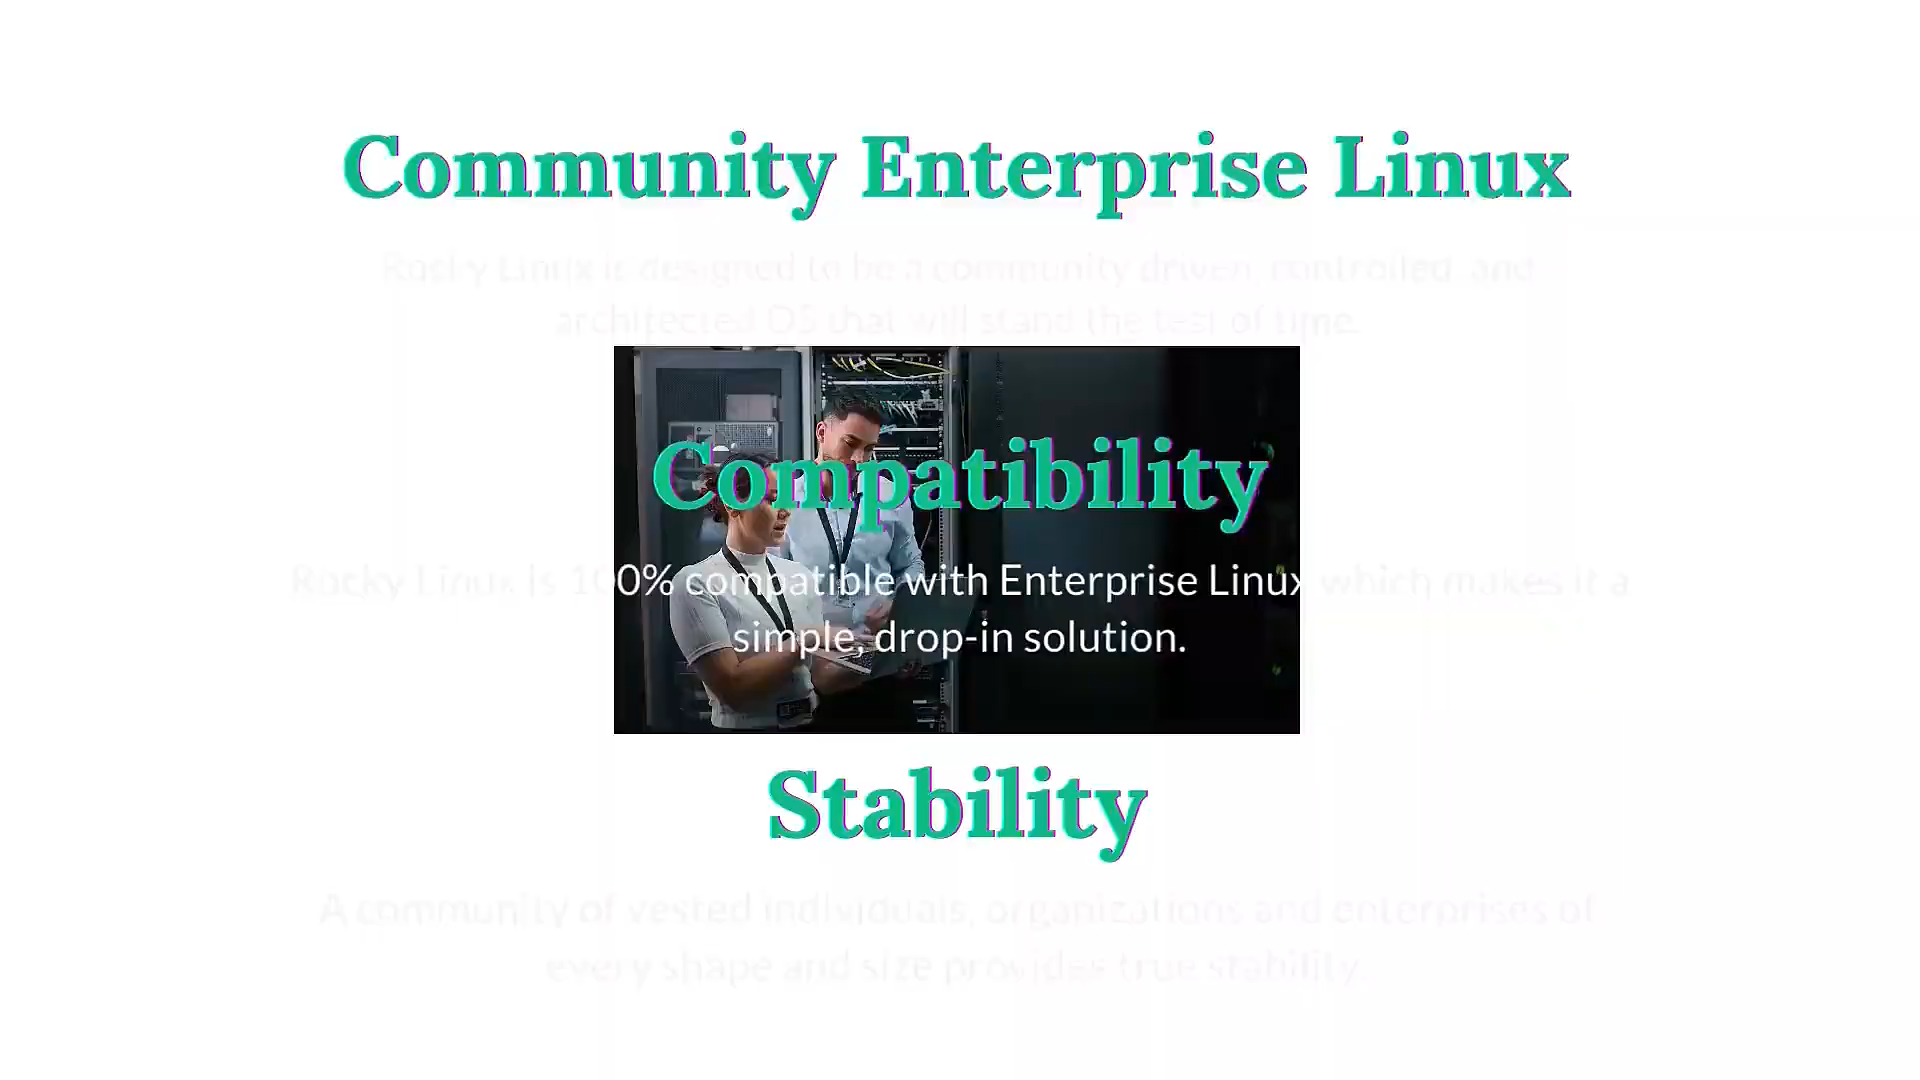 Community Enterprise Linux
Rocky Linux is designed to be a community driven, controlled, and
architected OS that will stand the test of time.
Compatibility
Rocky Linux is 100% compatible with Enterprise Linux which makes it a
simple, drop-in solution.
Stability
A community of vested individuals, organizations and enterprises of
every shape and size provides true stability.